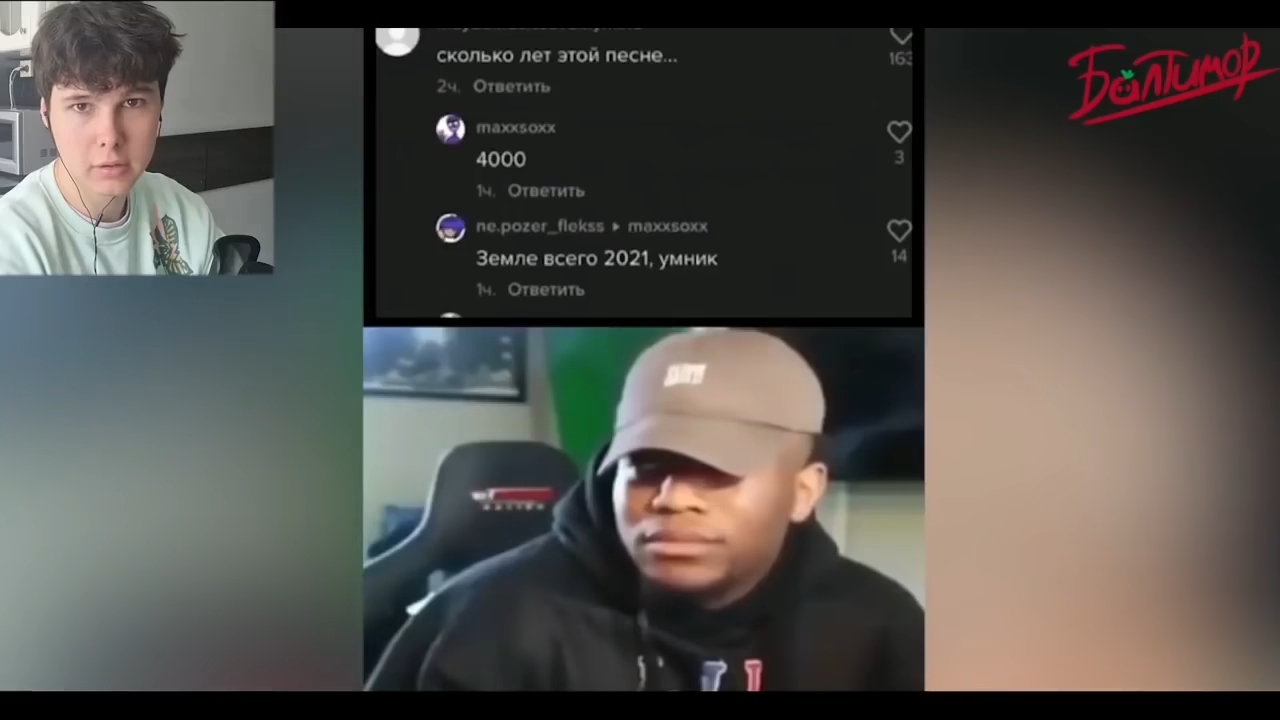 Балтимор
сколько лет этой песне...
163
2ч. Ответить
maxxsoxx
4000
3
1ч. Ответить
ne.pozer_flekss ▸ maxxsoxx
Земле всего 2021, умник
14
1ч. Ответить